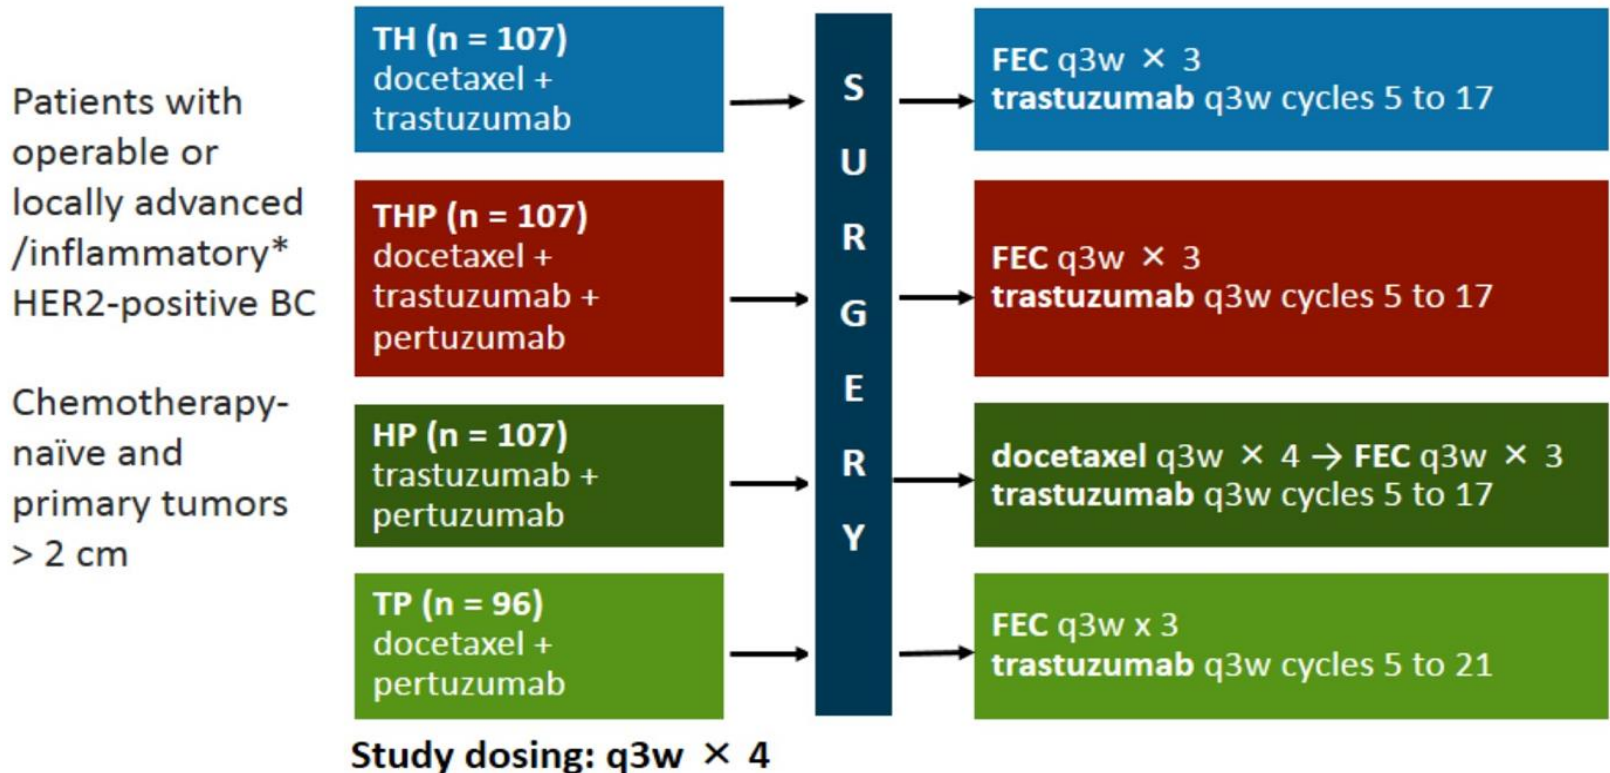 Patients with
operable or
locally advanced
/inflammatory*
HER2-positive BC
Chemotherapy-
naïve and
primary tumors
> 2 cm
TH (n = 107)
docetaxel +
trastuzumab
THP (n = 107)
docetaxel +
trastuzumab +
pertuzumab
HP (n = 107)
trastuzumab +
pertuzumab
TP (n = 96)
docetaxel +
pertuzumab
Study dosing: q3w × 4
S
U
R
G
E
R
Y
FEC q3w × 3
trastuzumab q3w cycles 5 to 17
FEC q3w × 3
trastuzumab q3w cycles 5 to 17
docetaxel q3w × 4 → FEC q3w × 3
trastuzumab q3w cycles 5 to 17
FEC q3w x 3
trastuzumab q3w cycles 5 to 21